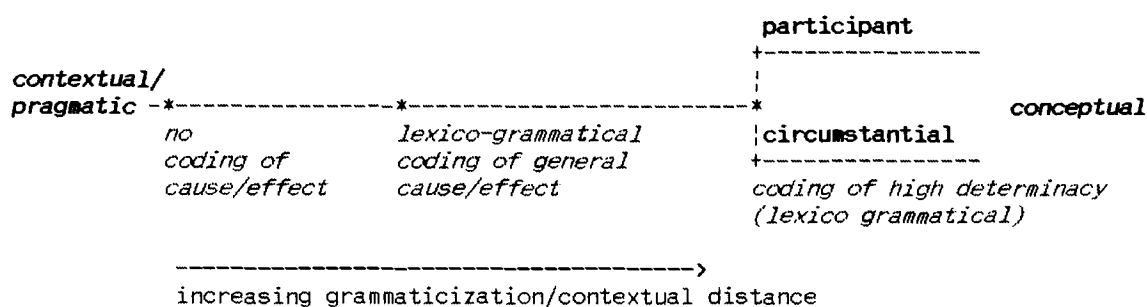 participant
contextual/
pragmatic conceptual
no lexico-grammatical circumstantial
coding of coding of general
cause/effect cause/effect coding of high determinacy
(lexico grammatical)
increasing grammaticization/contextual distance